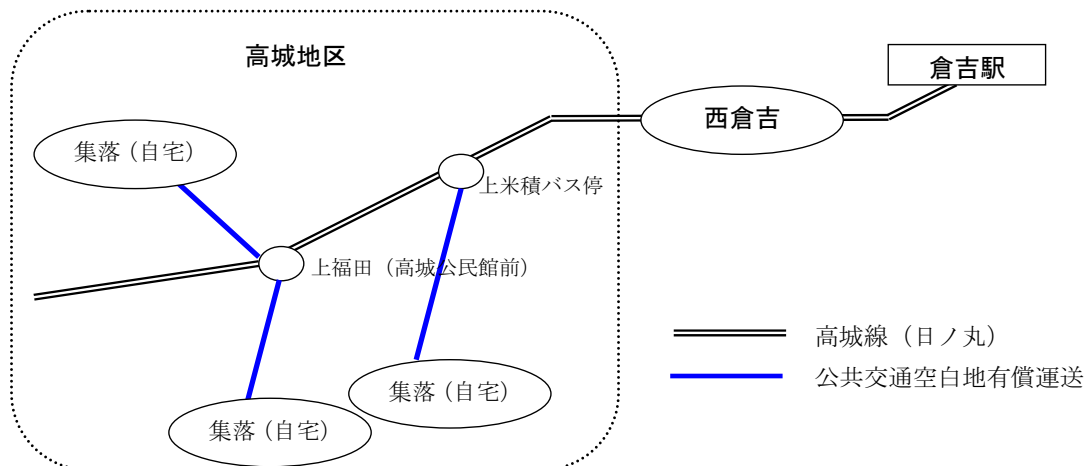 高城地区
倉吉駅
西倉吉
集落（自宅）
上米積バス停
上福田（高城公民館前）
高城線（日ノ丸）
公共交通空白地有償運送
集落（自宅）
集落（自宅）